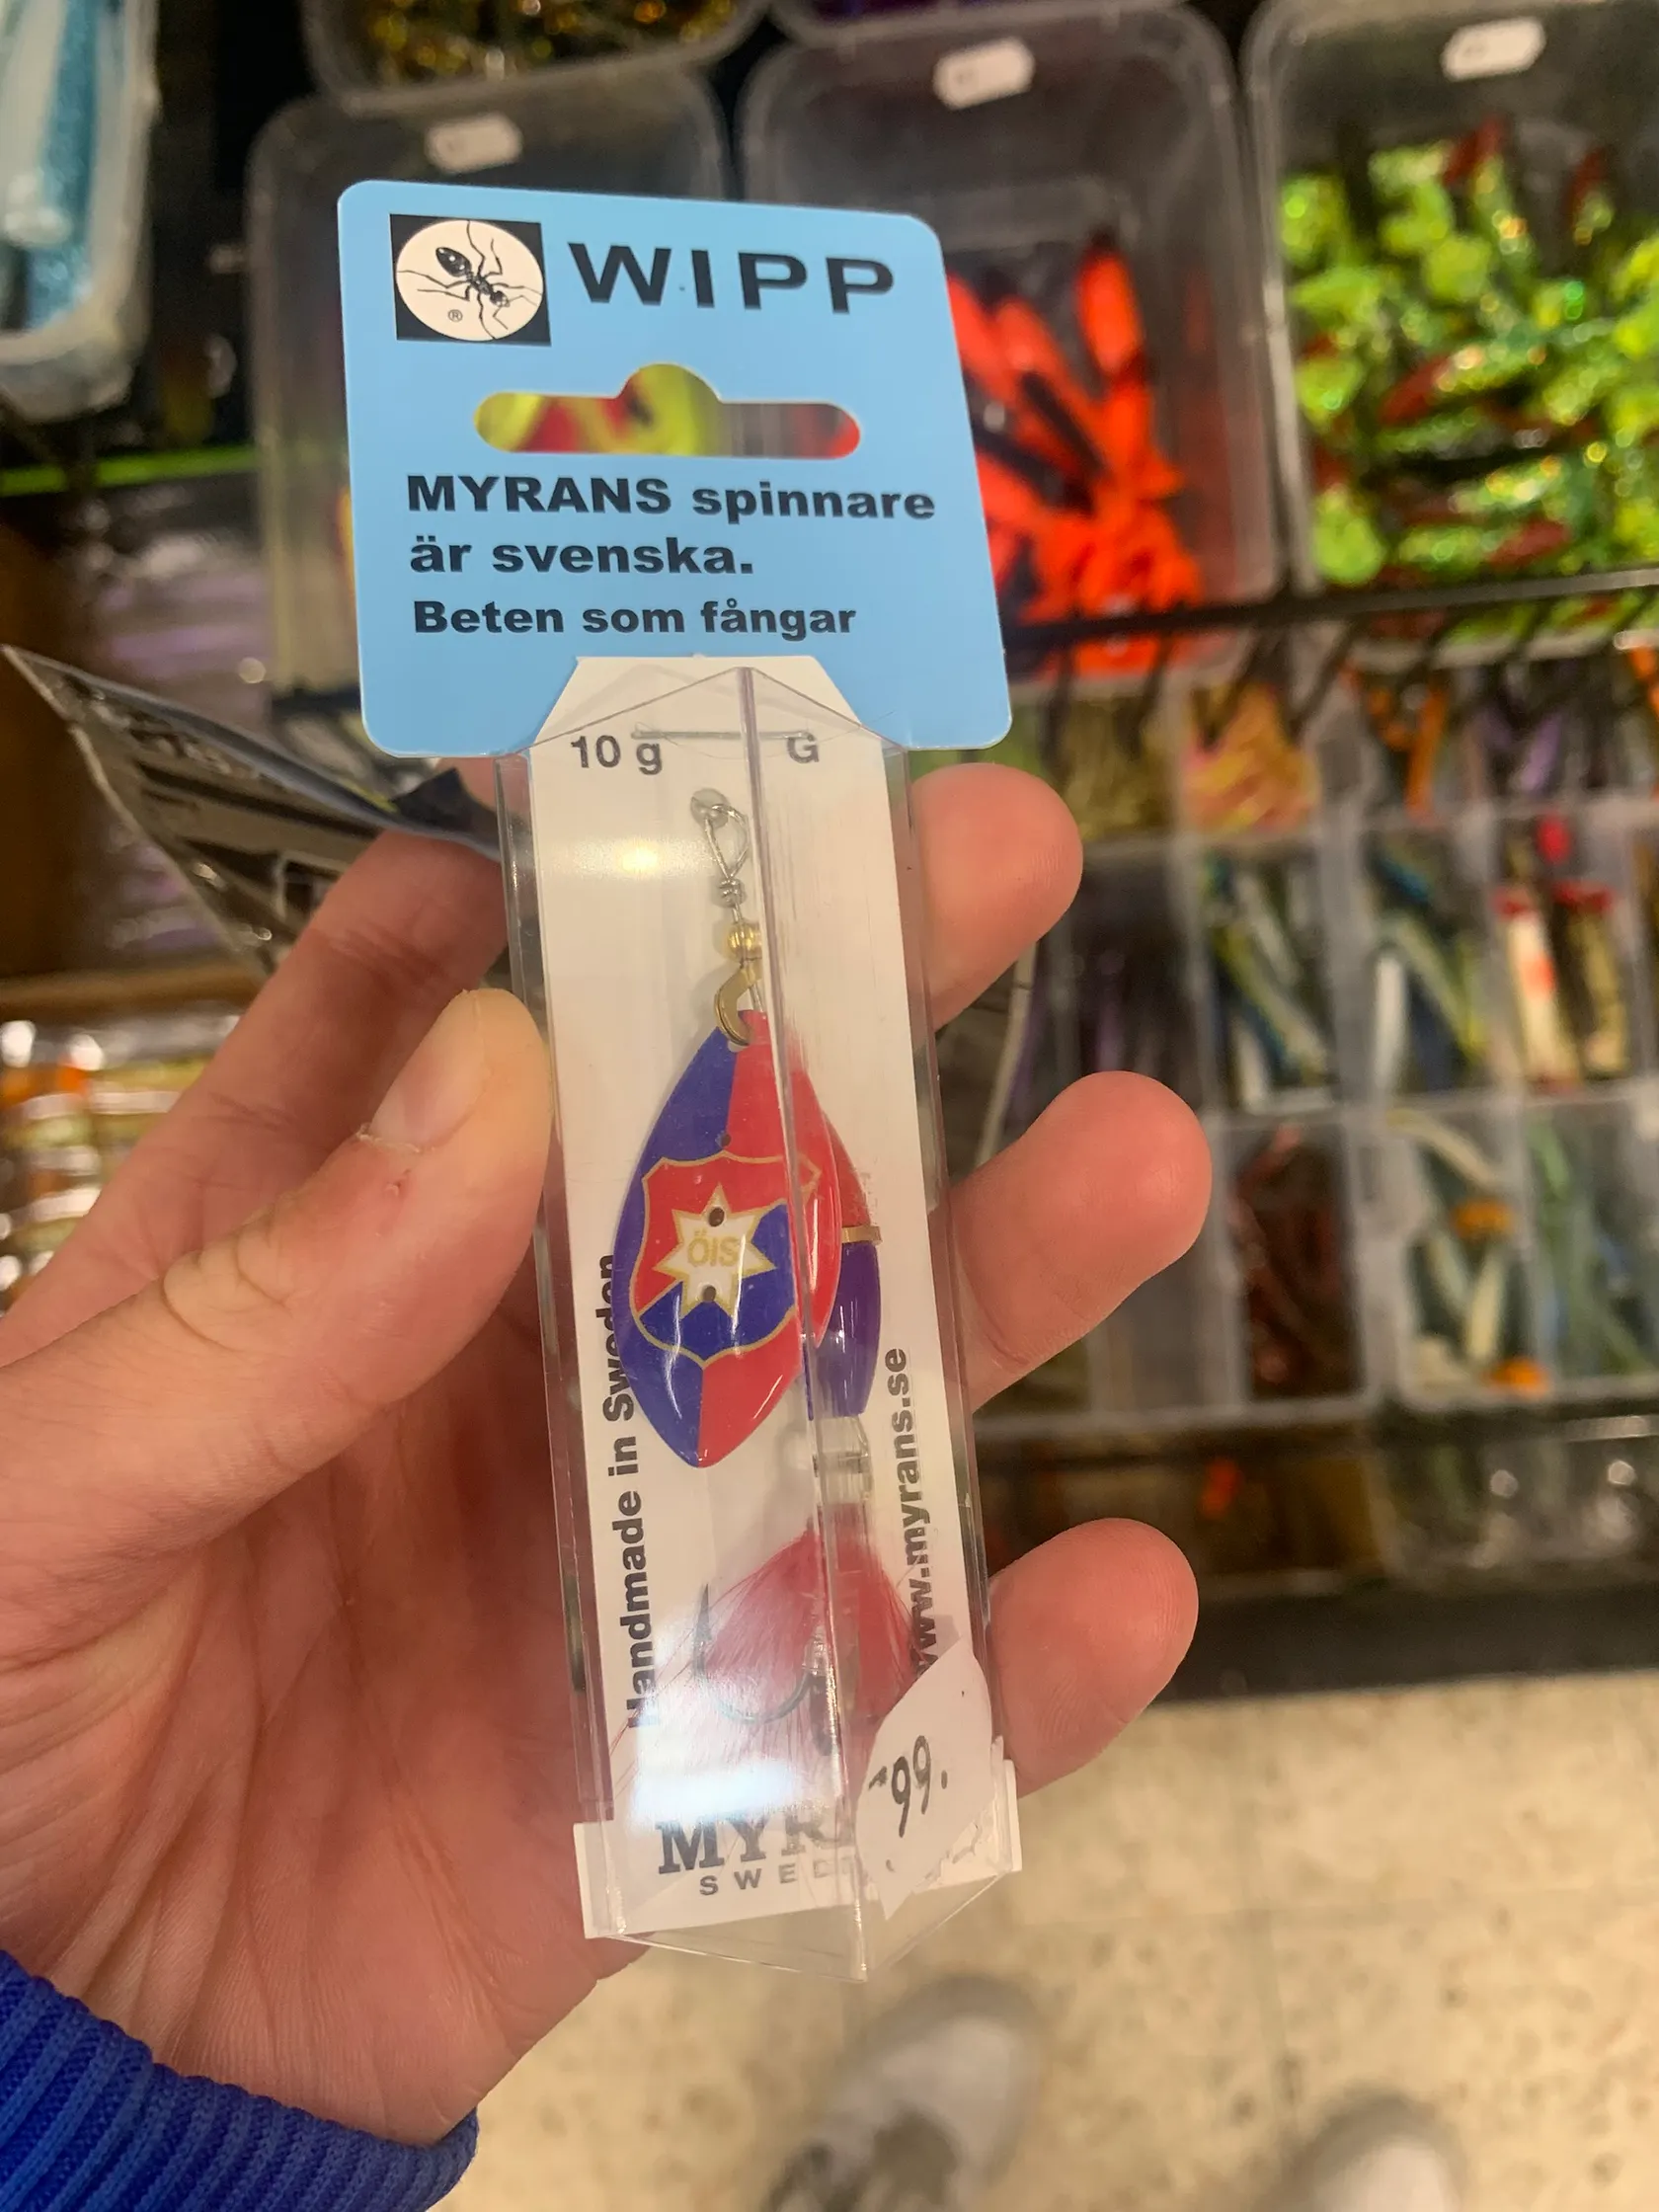 WIPP
®
MYRANS spinnare
är svenska.
Beten som fångar
10 g G
ÖIS
Handmade in Sweden
www.myrans.se
99.